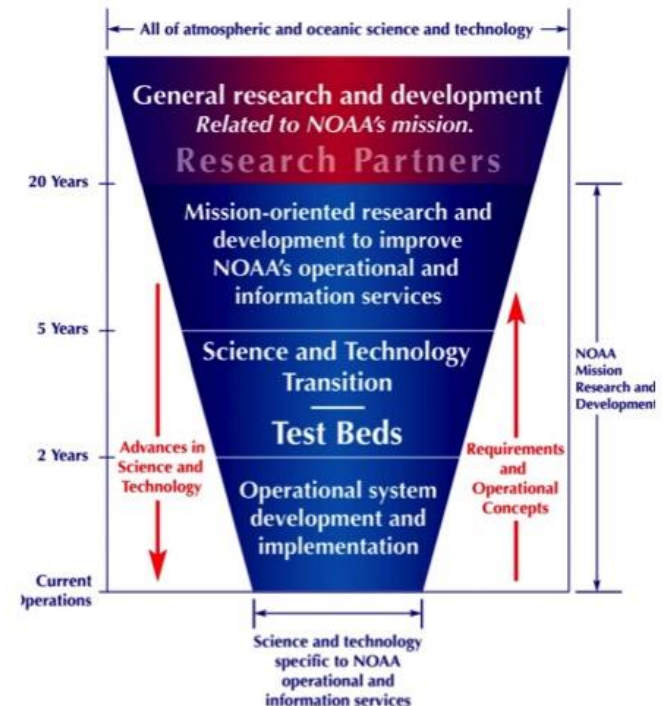 All of atmospheric and oceanic science and technology
General research and development
Related to NOAA's mission.
Research Partners
20 Years
Mission-oriented research and
development to improve
NOAA's operational and
information services
5 Years
Science and Technology
Transition
Test Beds
2 Years
Operational system
development and
implementation
Advances in
Science and
Technology
Requirements
and
Operational
Concepts
NOAA
Mission
Research and
Development
Current
Operations
Science and technology
specific to NOAA
operational and
information services